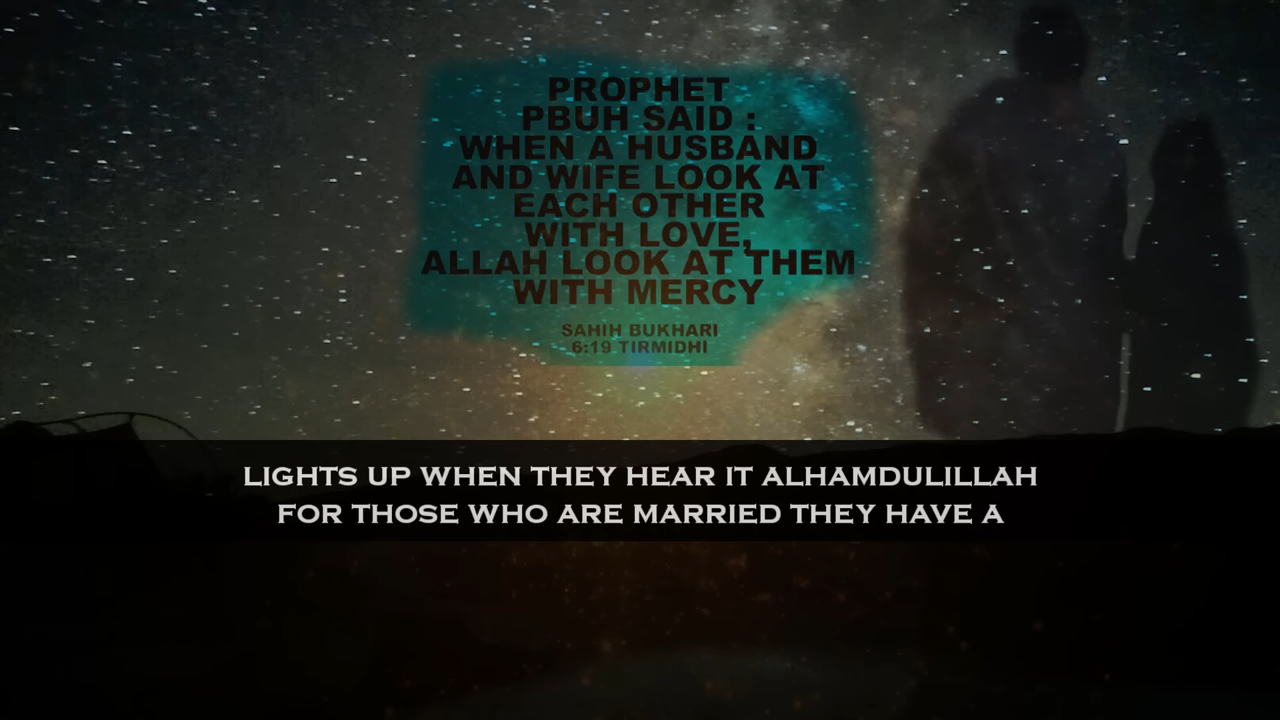 PROPHET
PBUH SAID :
WHEN A HUSBAND
AND WIFE LOOK AT
EACH OTHER
WITH LOVE,
ALLAH LOOK AT THEM
WITH MERCY
SAHIH BUKHARI
6:19 TIRMIDHI
LIGHTS UP WHEN THEY HEAR IT ALHAMDULILLAH
FOR THOSE WHO ARE MARRIED THEY HAVE A